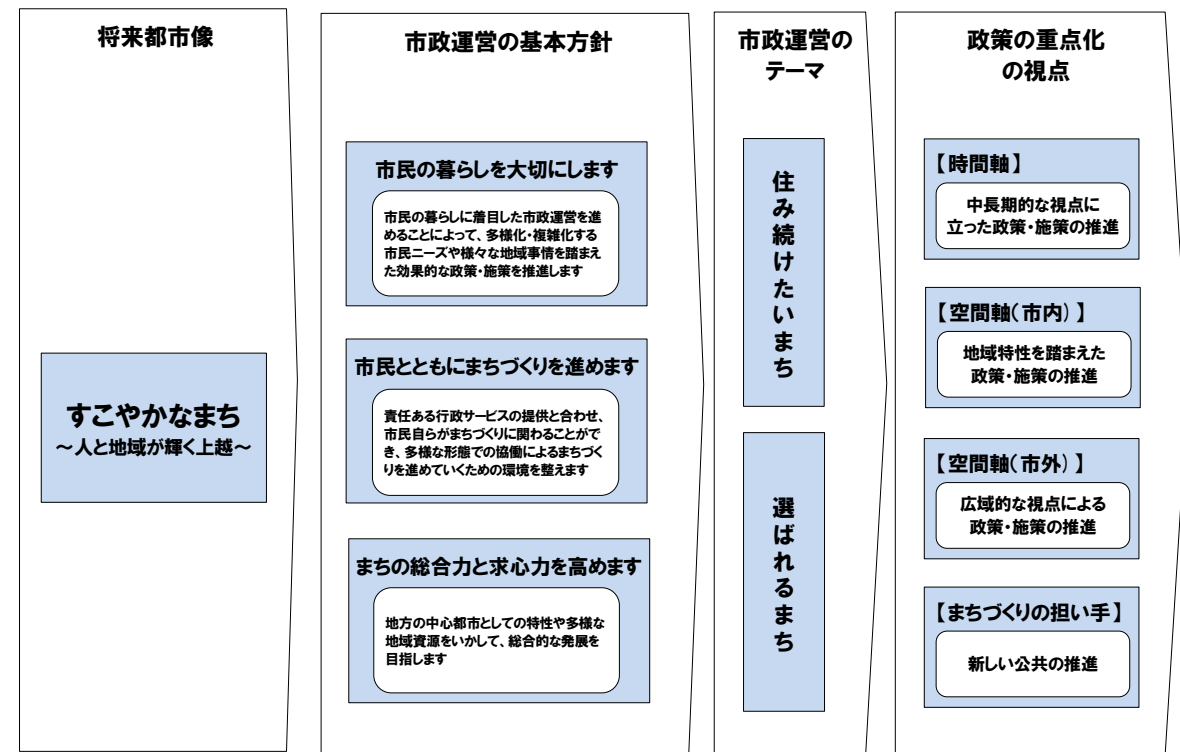 将来都市像
すこやかなまち
～人と地域が輝く上越～
市政運営の基本方針
市民の暮らしを大切にします
市民の暮らしに着目した市政運営を進
めることによって、多様化・複雑化する
市民ニーズや様々な地域事情を踏まえ
た効果的な政策・施策を推進します
市民とともにまちづくりを進めます
責任ある行政サービスの提供と合わせ、
市民自らがまちづくりに関わることがで
き、多様な形態での協働によるまちづく
りを進めていくための環境を整えます
まちの総合力と求心力を高めます
地方の中心都市としての特性や多様な
地域資源をいかして、総合的な発展を
目指します
市政運営の
テーマ
住み続けたいまち
選ばれるまち
政策の重点化
の視点
【時間軸】
中長期的な視点に
立った政策・施策の推進
【空間軸（市内）】
地域特性を踏まえた
政策・施策の推進
【空間軸（市外）】
広域的な視点による
政策・施策の推進
【まちづくりの担い手】
新しい公共の推進